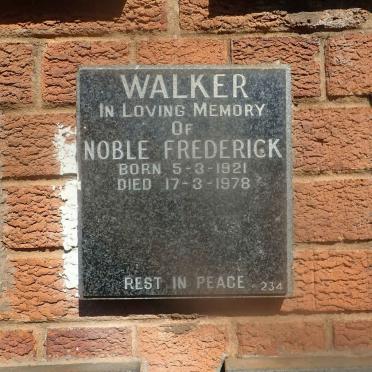 WALKER
IN LOVING MEMORY
OF
NOBLE FREDERICK
BORN 5-3-1921
DIED 17-3-1978
REST IN PEACE 234